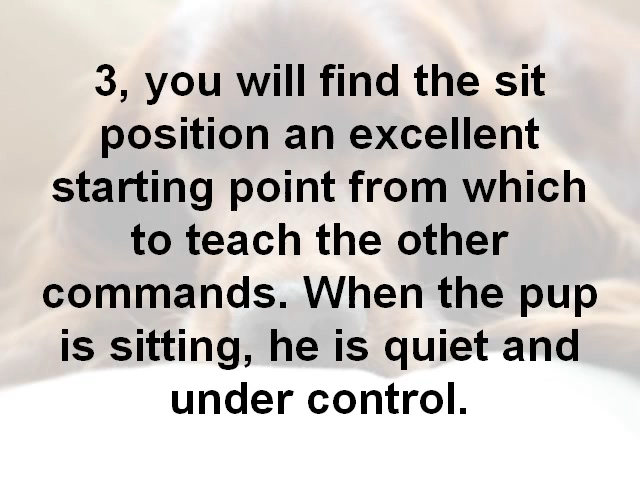 3, you will find the sit
position an excellent
starting point from which
to teach the other
commands. When the pup
is sitting, he is quiet and
under control.